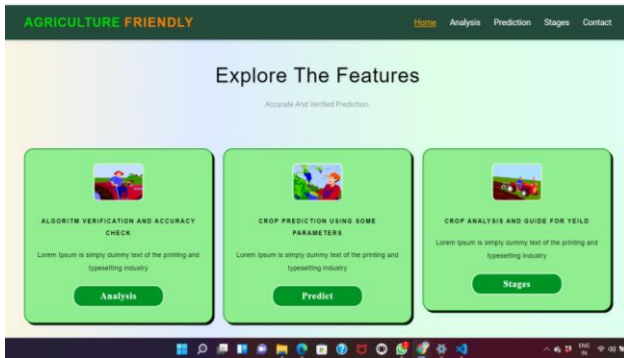 AGRICULTURE FRIENDLY
Home Analysis Prediction Stages Contact
Explore The Features
Accurate And Verified Prediction
ALGORITM VERIFICATION AND ACCURACY
CHECK
Lorem Ipsum is simply dummy text of the printing and
typesetting industry
Analysis
CROP PREDICTION USING SOME
PARAMETERS
Lorem Ipsum is simply dummy text of the printing and
typesetting industry
Predict
CROP ANALYSIS AND GUIDE FOR YEILD
Lorem Ipsum is simply dummy text of the printing and
typesetting industry
Stages
ENG
IN